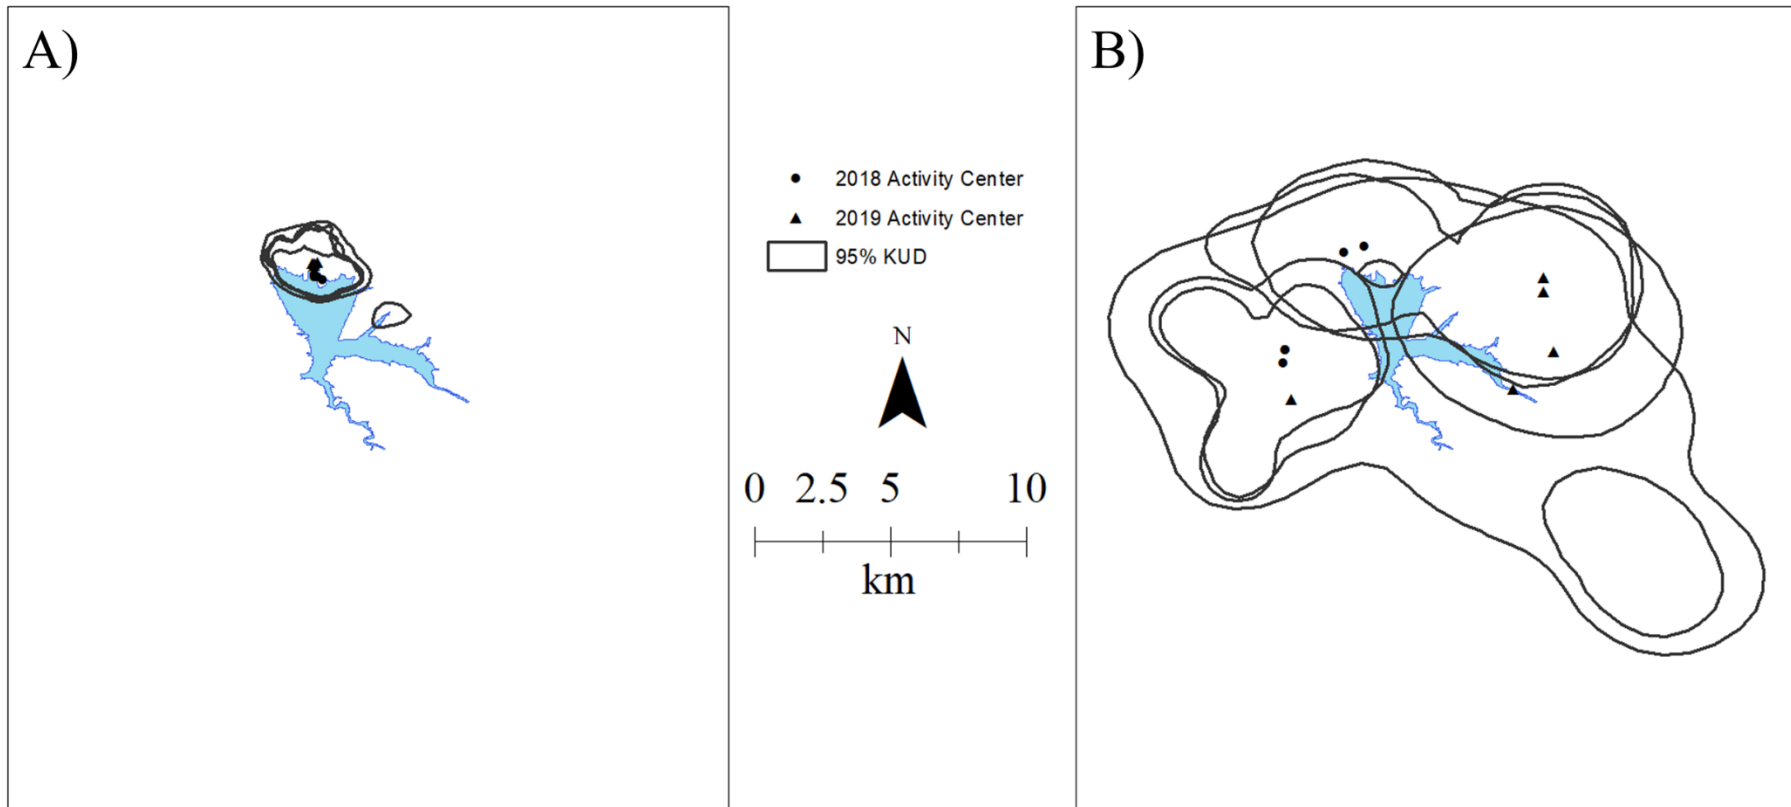 A)
B)
2018 Activity Center
2019 Activity Center
95% KUD
N
0 2.5 5 10
km